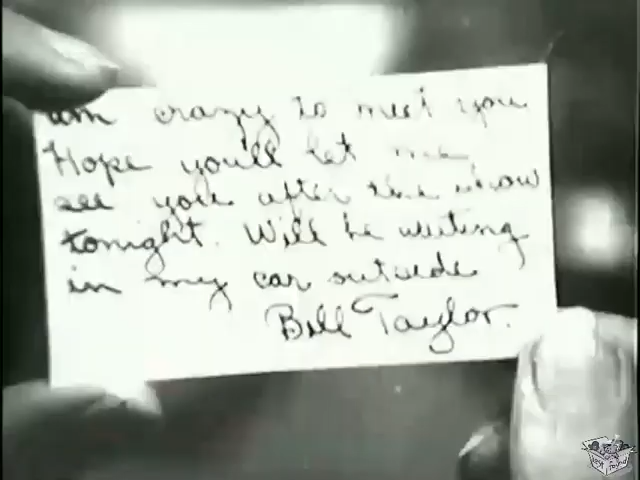 am crazy to meet you
Hope you'll let me
see you after the show
tonight. Will be waiting
in my car outside
Bill Taylor.